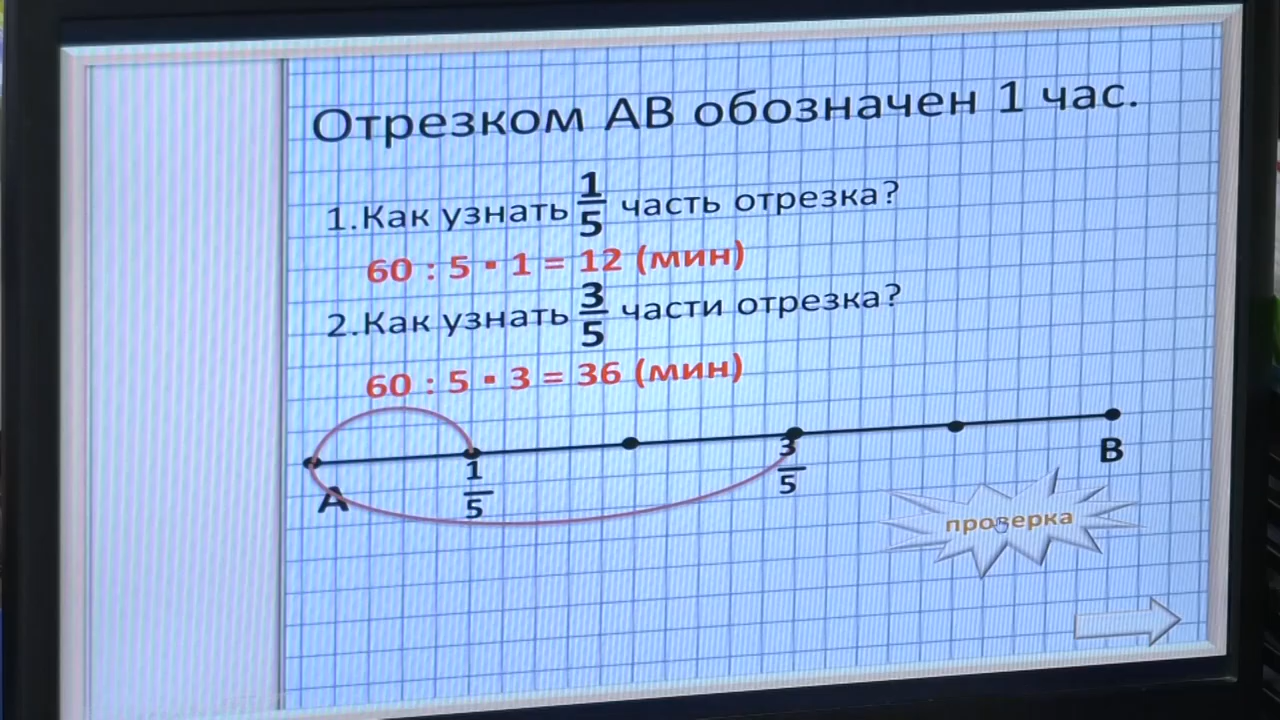 Отрезком АВ обозначен 1 час.
1.Как узнать 1/5 часть отрезка?
60 : 5 ▪ 1 = 12 (мин)
2.Как узнать 3/5 части отрезка?
60 : 5 ▪ 3 = 36 (мин)
А 1/5 3/5 В
проверка